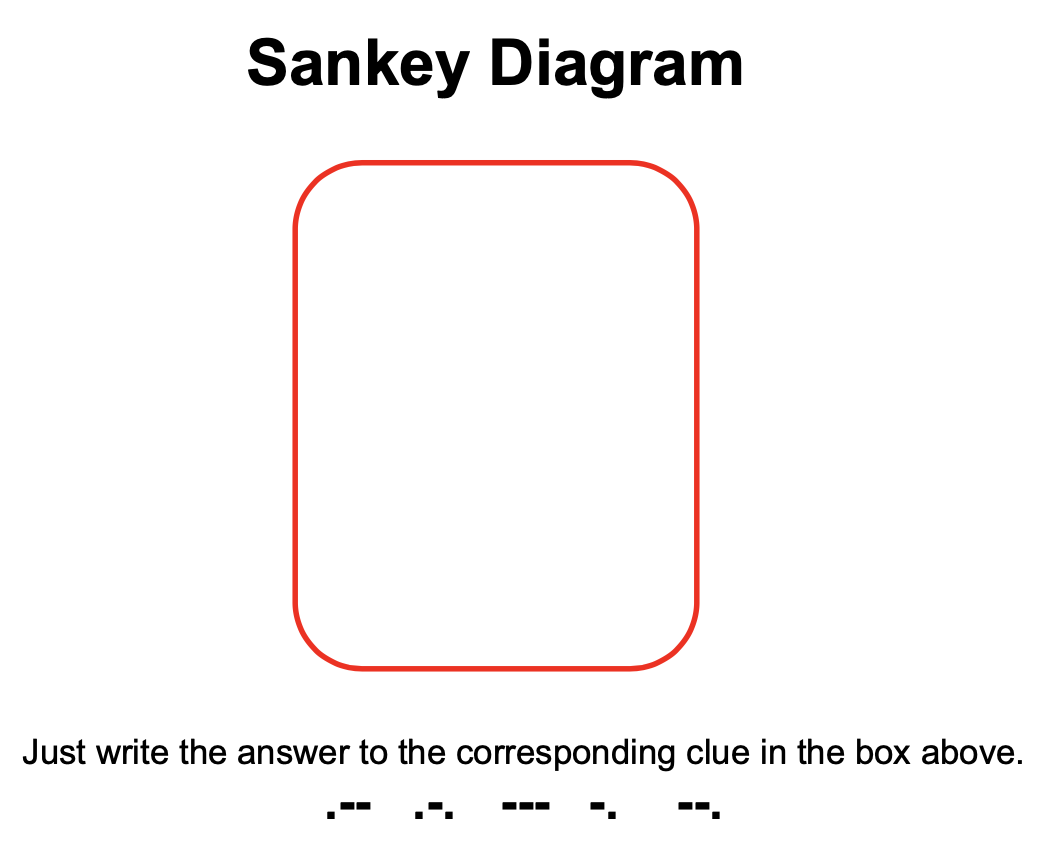 Sankey Diagram
Just write the answer to the corresponding clue in the box above.
.-- .-. --- -. --.